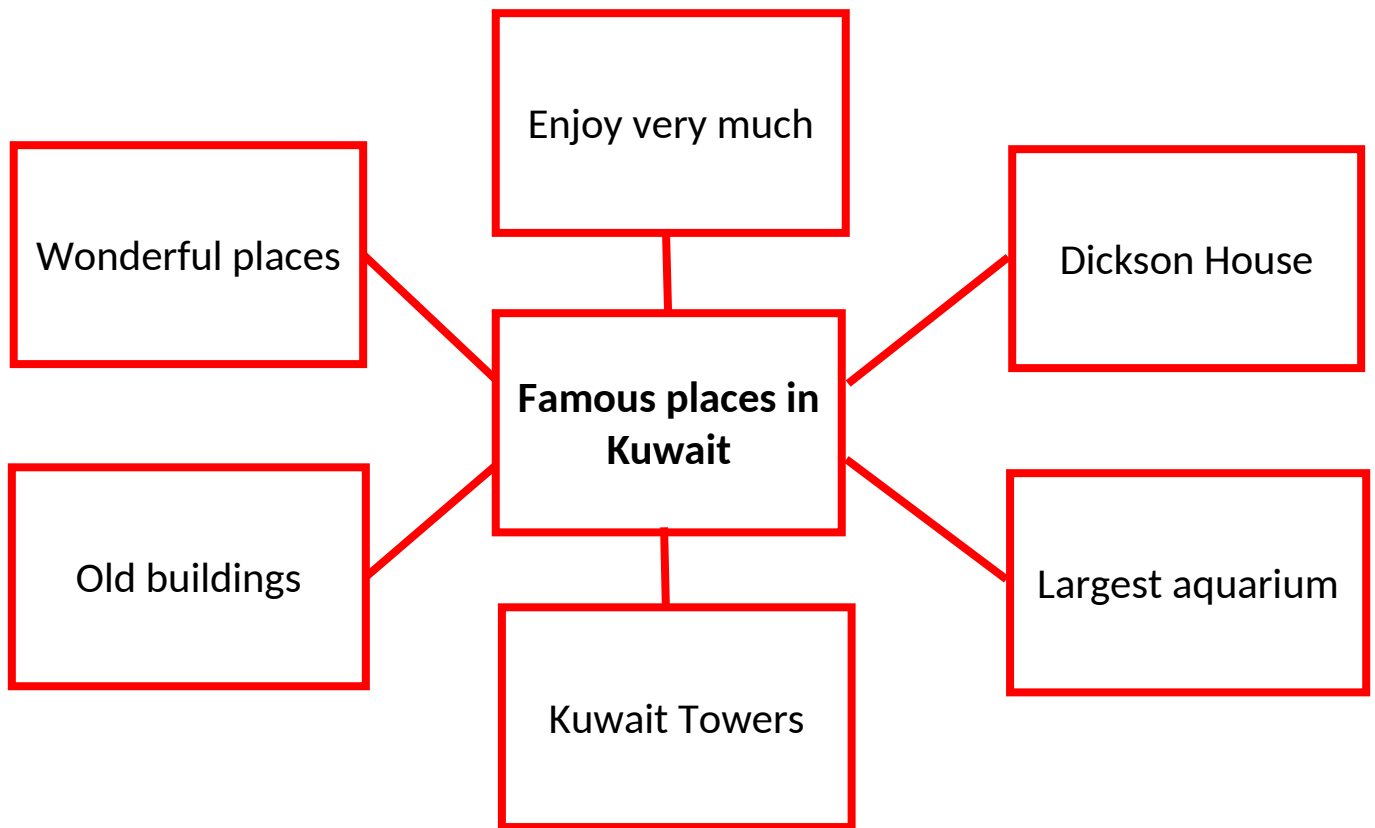 Enjoy very much
Wonderful places
Dickson House
Famous places in
Kuwait
Old buildings
Largest aquarium
Kuwait Towers